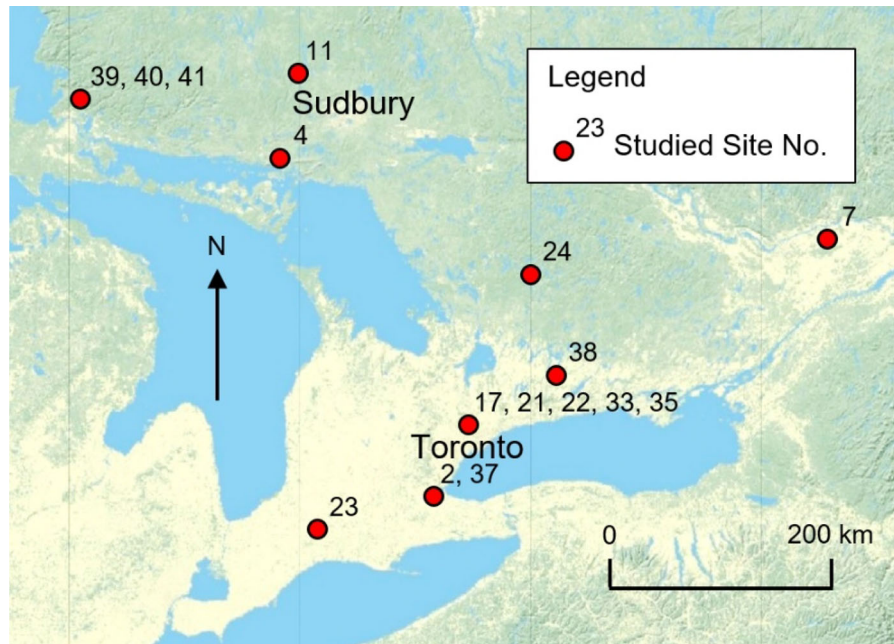 11
39, 40, 41
Sudbury
4
Legend
23
Studied Site No.
7
N
24
38
17, 21, 22, 33, 35
Toronto
2, 37
23
0
200 km